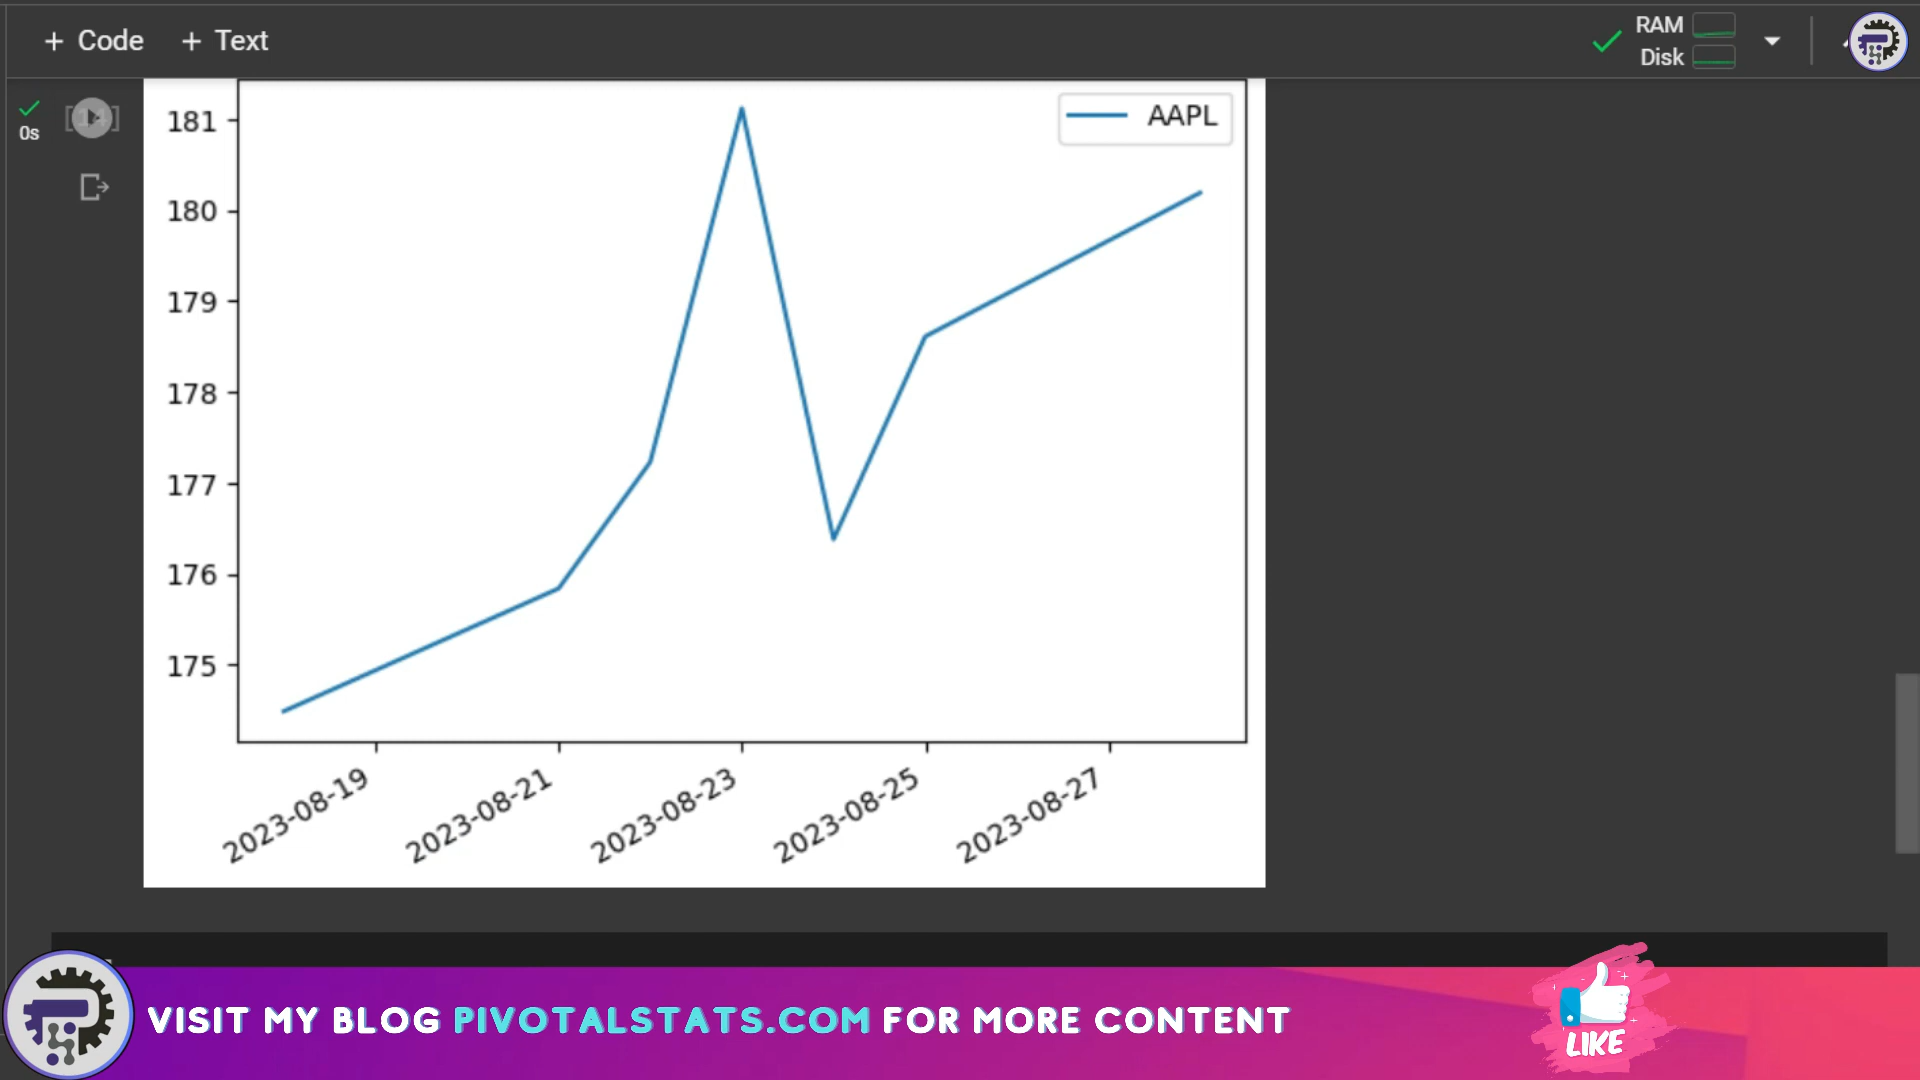 + Code + Text
RAM
Disk
0s
[14]
AAPL
181
180
179
178
177
176
175
2023-08-19
2023-08-21
2023-08-23
2023-08-25
2023-08-27
VISIT MY BLOG PIVOTALSTATS.COM FOR MORE CONTENT
LIKE